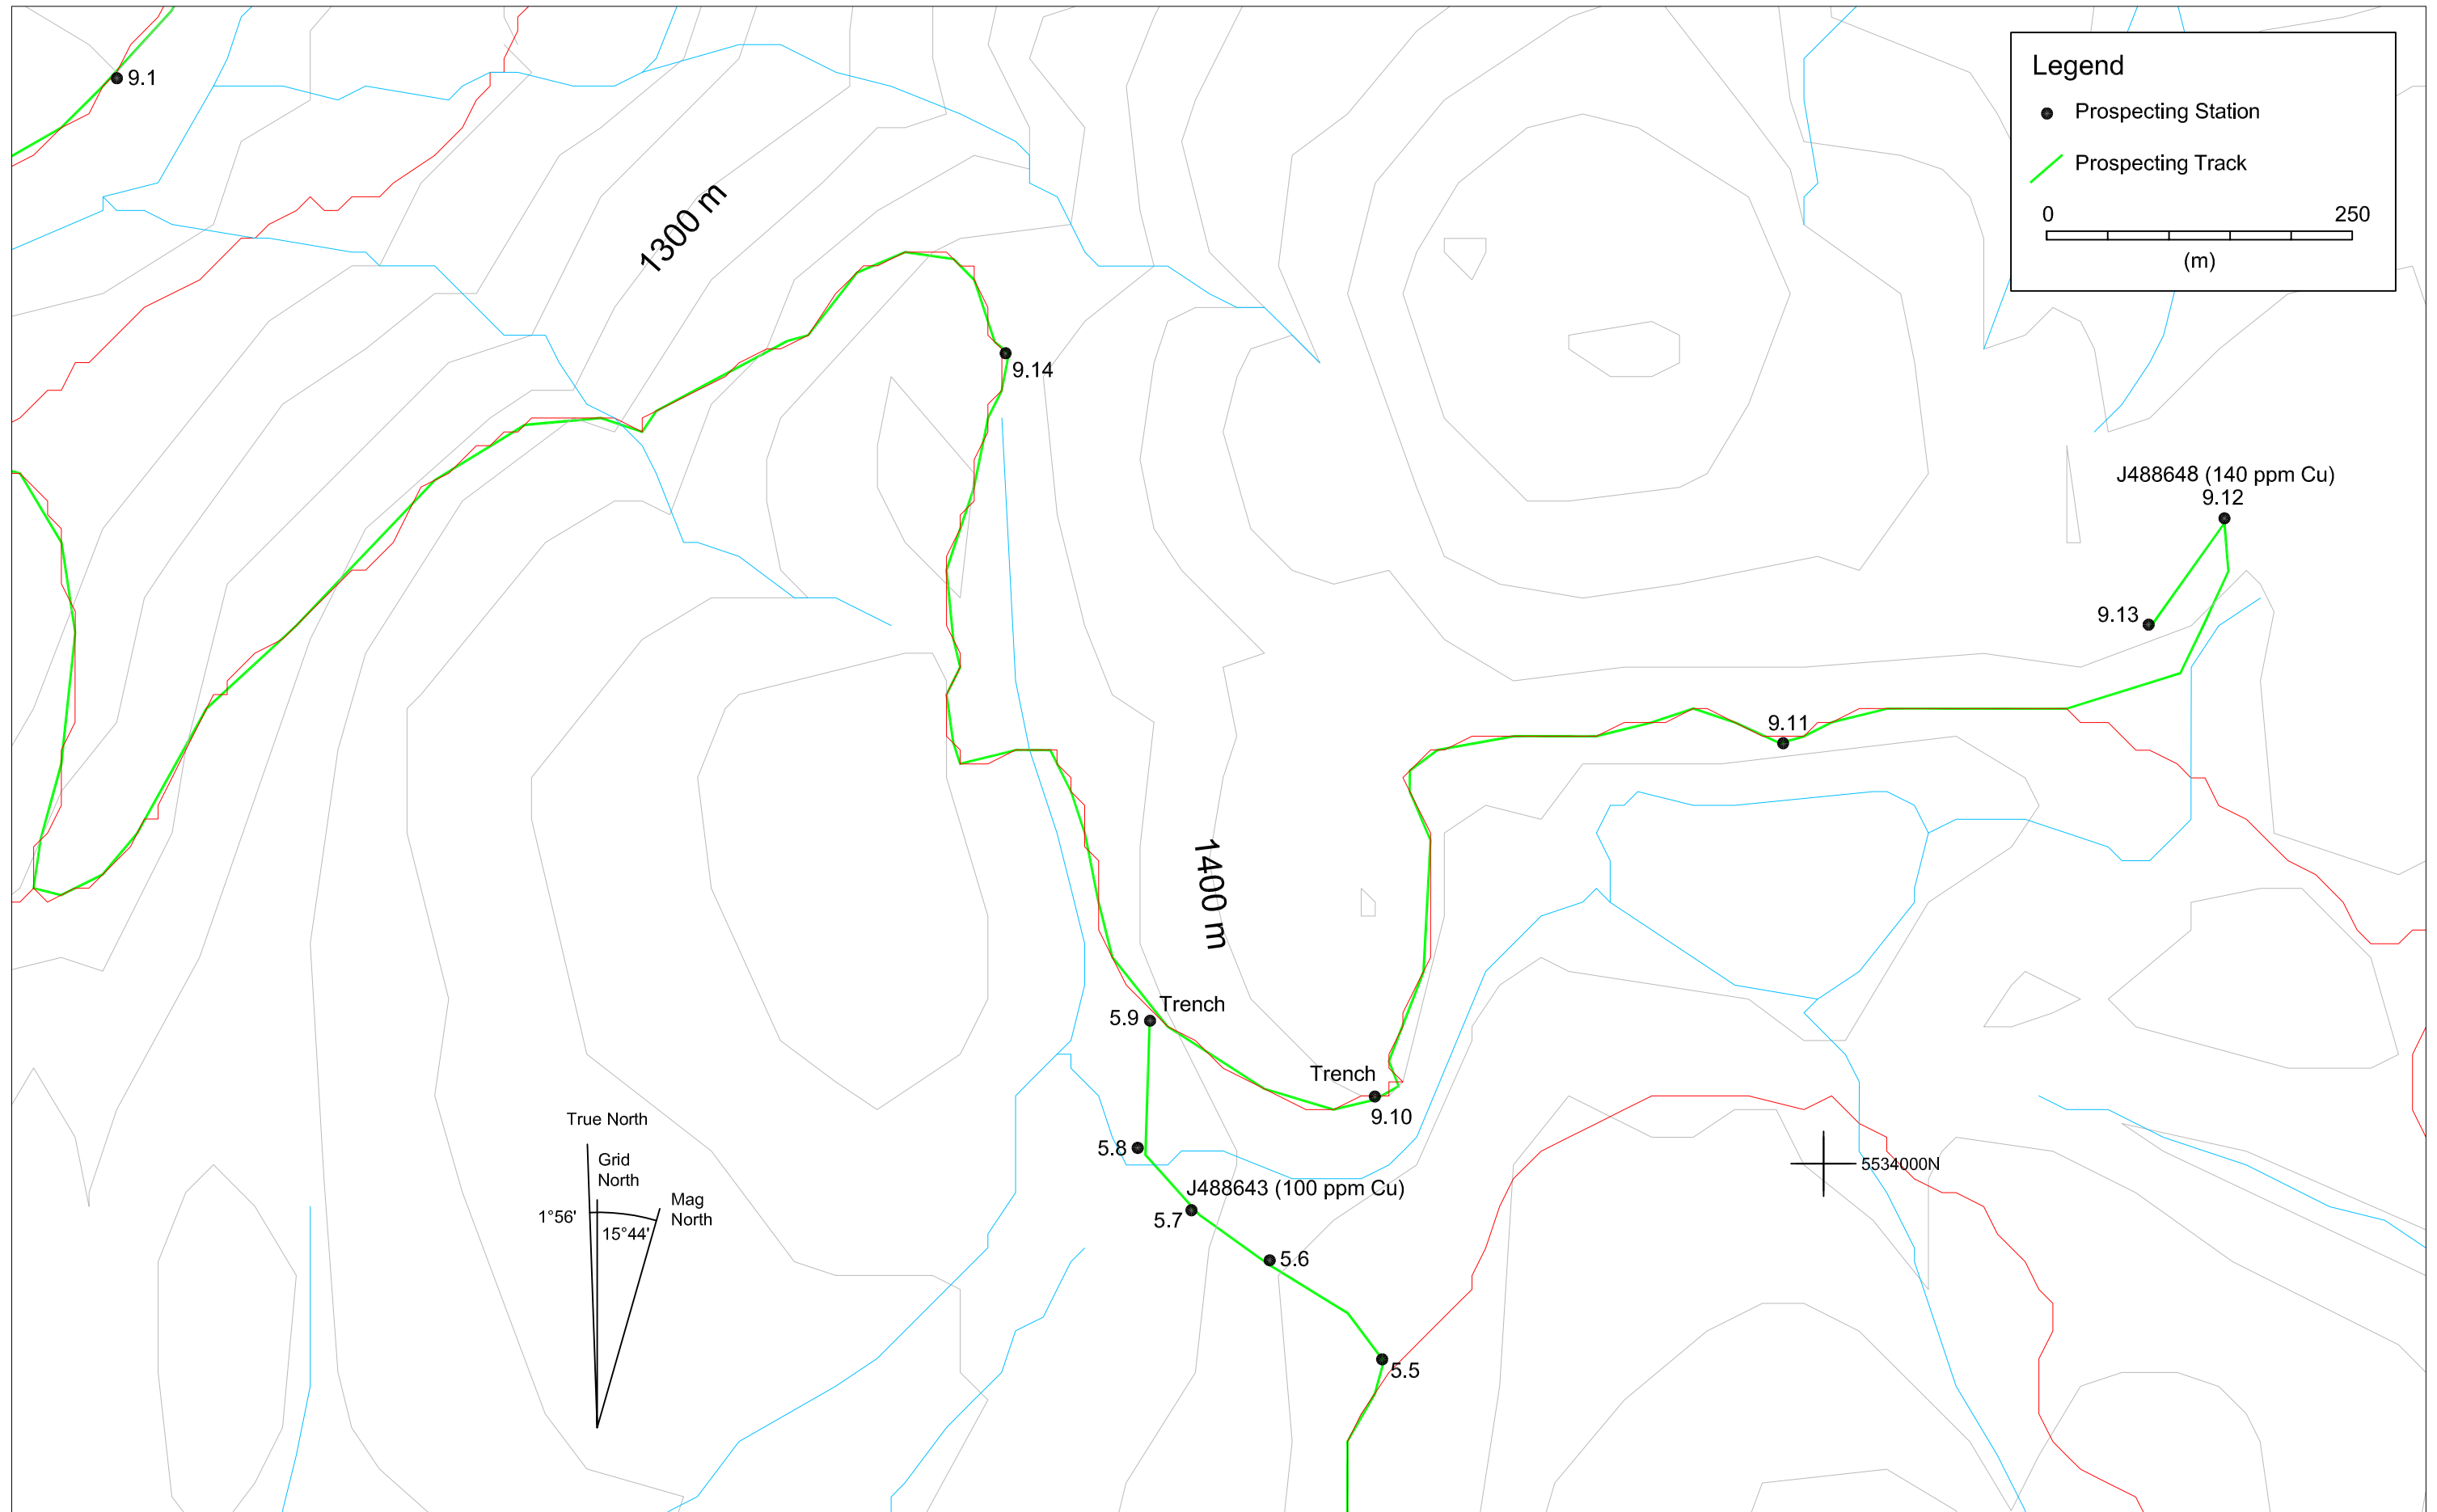 9.1
Legend
Prospecting Station
Prospecting Track
0 250
(m)
1300 m
9.14
J488648 (140 ppm Cu)
9.12
9.13
9.11
1400 m
Trench
5.9
Trench
9.10
True North
Grid
North
Mag
North
1°56'
15°44'
5.8
5534000N
J488643 (100 ppm Cu)
5.7
5.6
5.5